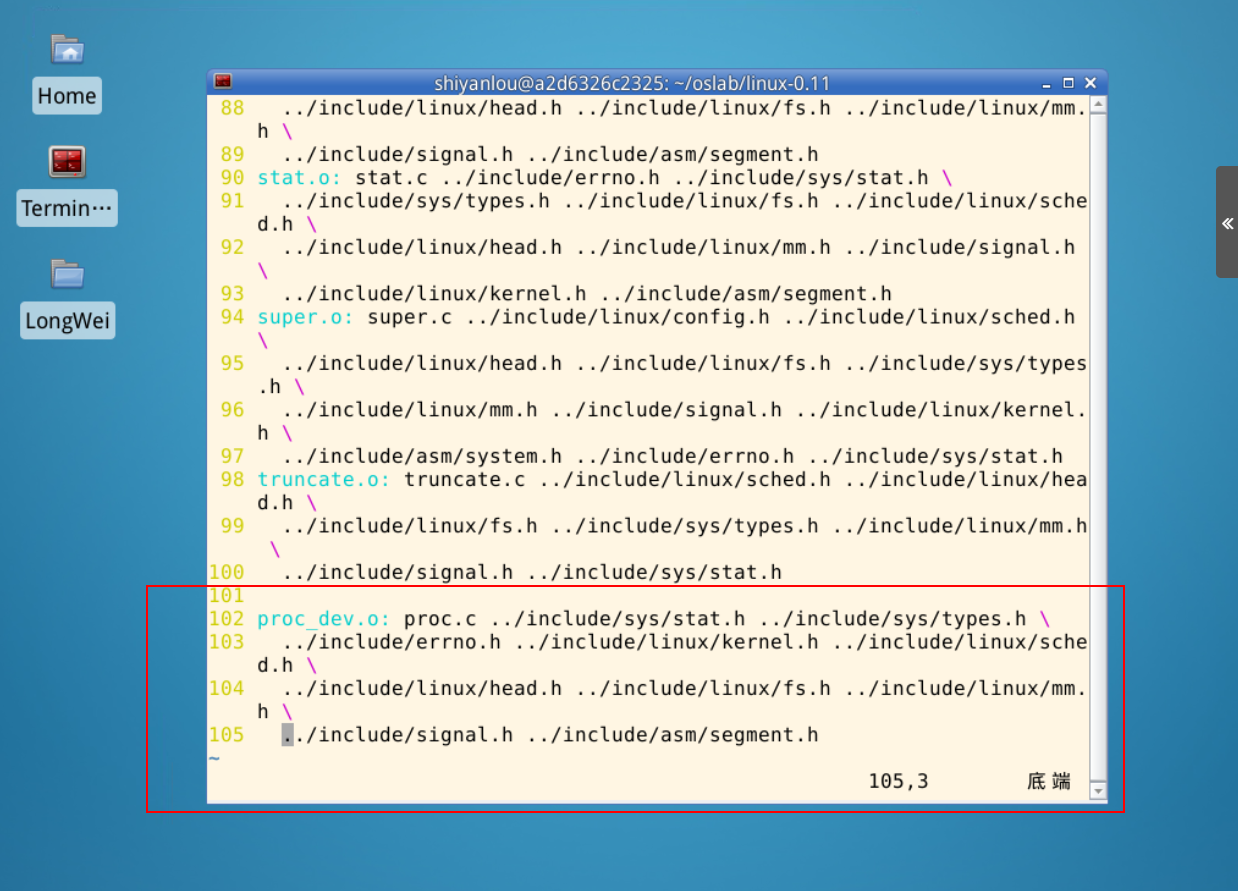 Home
Termin…
LongWei
shiyanlou@a2d6326c2325: ~/oslab/linux-0.11
88 ../include/linux/head.h ../include/linux/fs.h ../include/linux/mm.
h \
89 ../include/signal.h ../include/asm/segment.h
90 stat.o: stat.c ../include/errno.h ../include/sys/stat.h \
91 ../include/sys/types.h ../include/linux/fs.h ../include/linux/sche
d.h \
92 ../include/linux/head.h ../include/linux/mm.h ../include/signal.h
\
93 ../include/linux/kernel.h ../include/asm/segment.h
94 super.o: super.c ../include/linux/config.h ../include/linux/sched.h
\
95 ../include/linux/head.h ../include/linux/fs.h ../include/sys/types
.h \
96 ../include/linux/mm.h ../include/signal.h ../include/linux/kernel.
h \
97 ../include/asm/system.h ../include/errno.h ../include/sys/stat.h
98 truncate.o: truncate.c ../include/linux/sched.h ../include/linux/hea
d.h \
99 ../include/linux/fs.h ../include/sys/types.h ../include/linux/mm.h
\
100 ../include/signal.h ../include/sys/stat.h
101
102 proc_dev.o: proc.c ../include/sys/stat.h ../include/sys/types.h \
103 ../include/errno.h ../include/linux/kernel.h ../include/linux/sche
d.h \
104 ../include/linux/head.h ../include/linux/fs.h ../include/linux/mm.
h \
105 ../include/signal.h ../include/asm/segment.h
~
105,3 底端